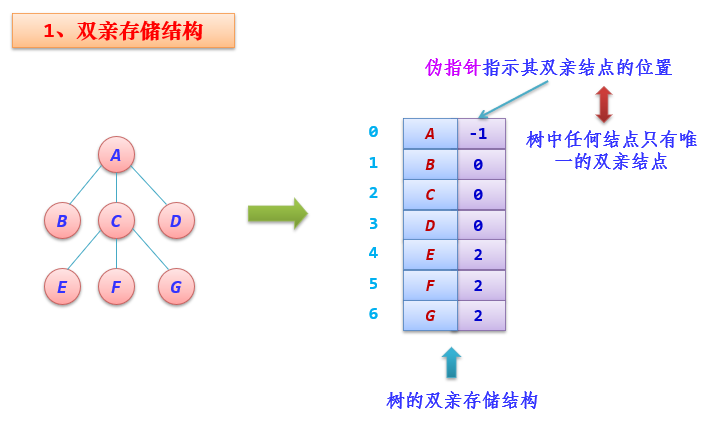 1、双亲存储结构
伪指针指示其双亲结点的位置
树中任何结点只有唯
一的双亲结点
A
B C D
E F G
0 A -1
1 B 0
2 C 0
3 D 0
4 E 2
5 F 2
6 G 2
树的双亲存储结构